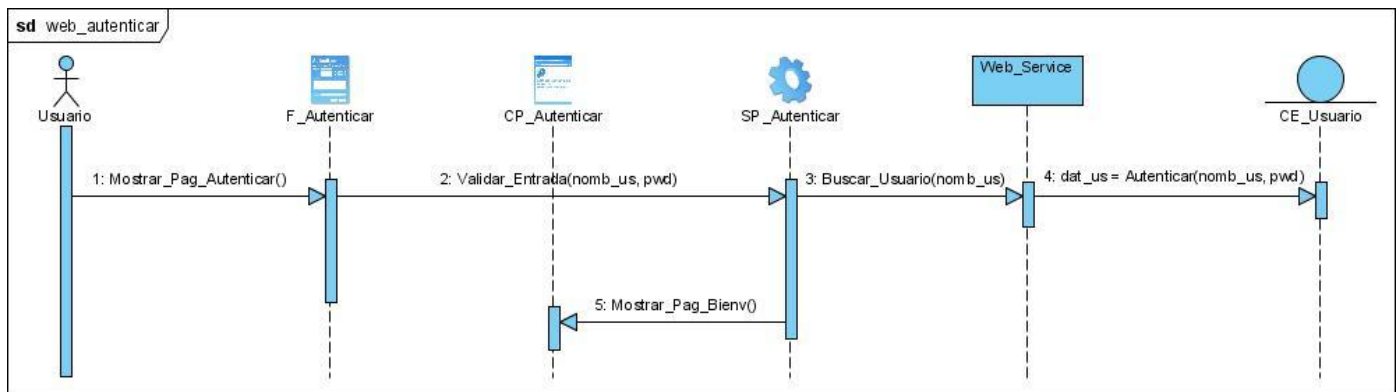 sd web_autenticar
Usuario
F_Autenticar
CP_Autenticar
SP_Autenticar
Web_Service
CE_Usuario
1: Mostrar_Pag_Autenticar()
2: Validar_Entrada(nomb_us, pwd)
3: Buscar_Usuario(nomb_us)
4: dat_us = Autenticar(nomb_us, pwd)
5: Mostrar_Pag_Bienv()